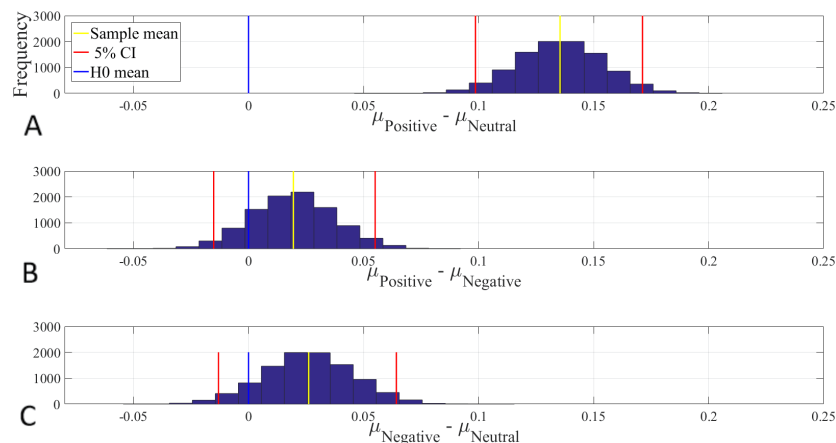 Frequency
3000
2000
1000
0
Sample mean
5% CI
H0 mean
-0.05 0 0.05 0.1 0.15 0.2 0.25
A
μPositive - μNeutral
3000
2000
1000
0
-0.05 0 0.05 0.1 0.15 0.2 0.25
B
μPositive - μNegative
3000
2000
1000
0
-0.05 0 0.05 0.1 0.15 0.2 0.25
C
μNegative - μNeutral